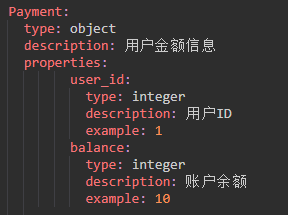 Payment:
type: object
description: 用户金额信息
properties:
user_id:
type: integer
description: 用户ID
example: 1
balance:
type: integer
description: 账户余额
example: 10